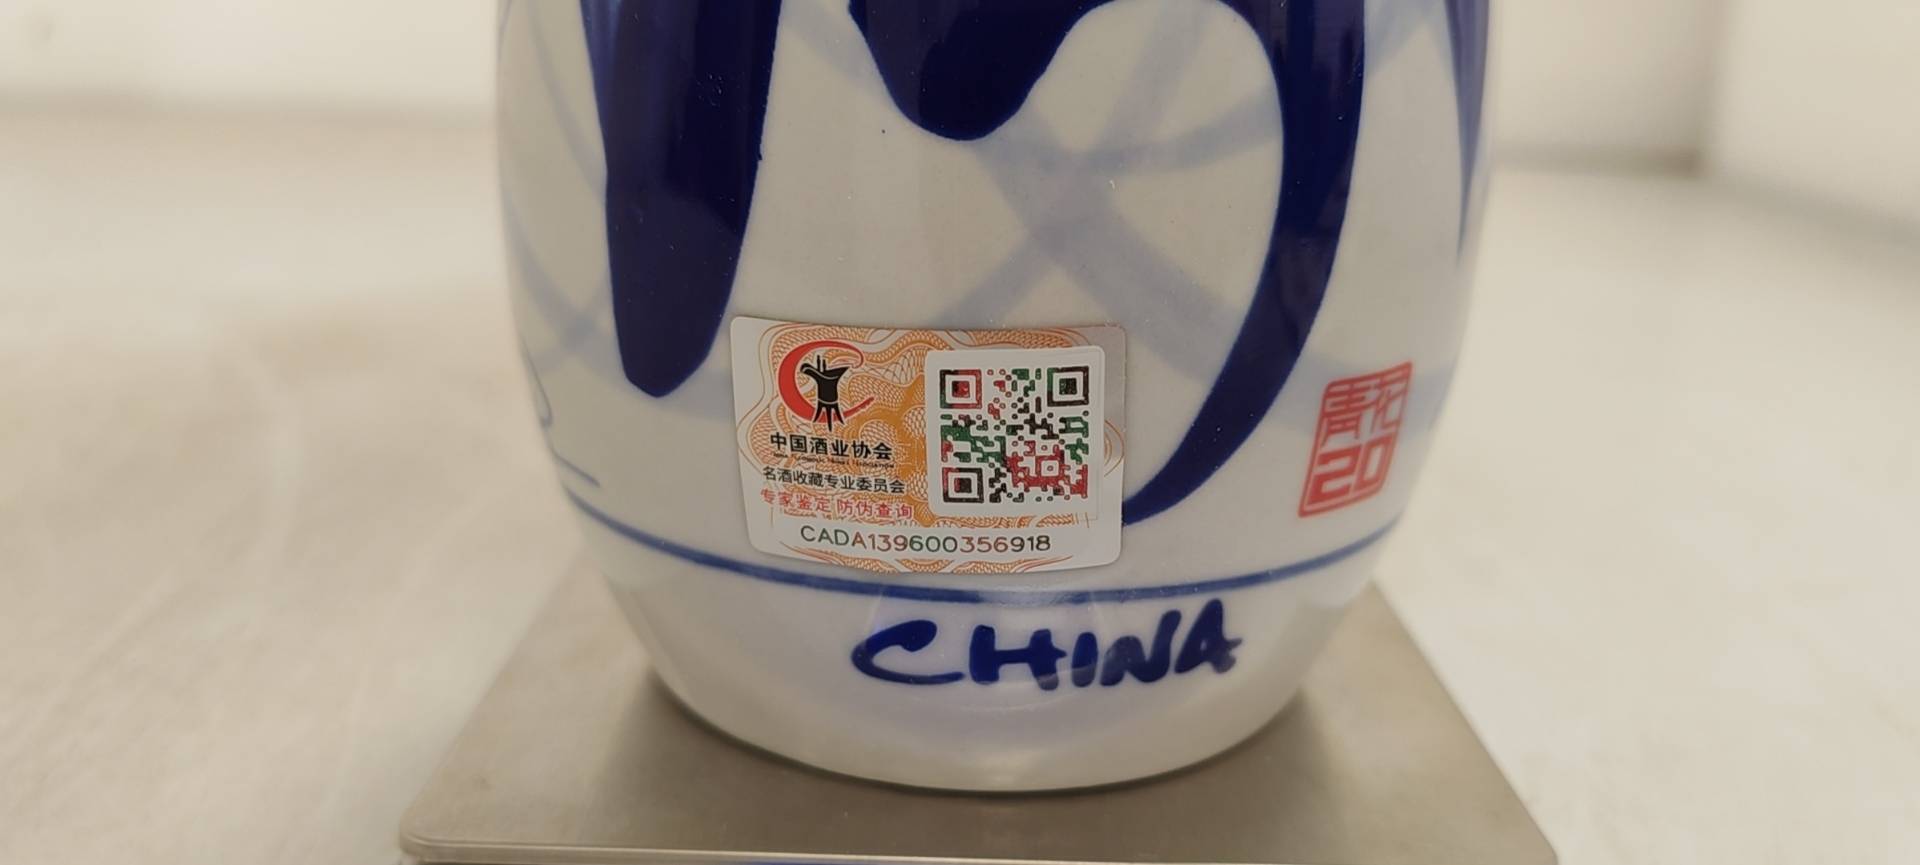 中国酒业协会
名酒收藏专业委员会
专家鉴定 防伪查询
CADA139600356918
青花
20
CHINA